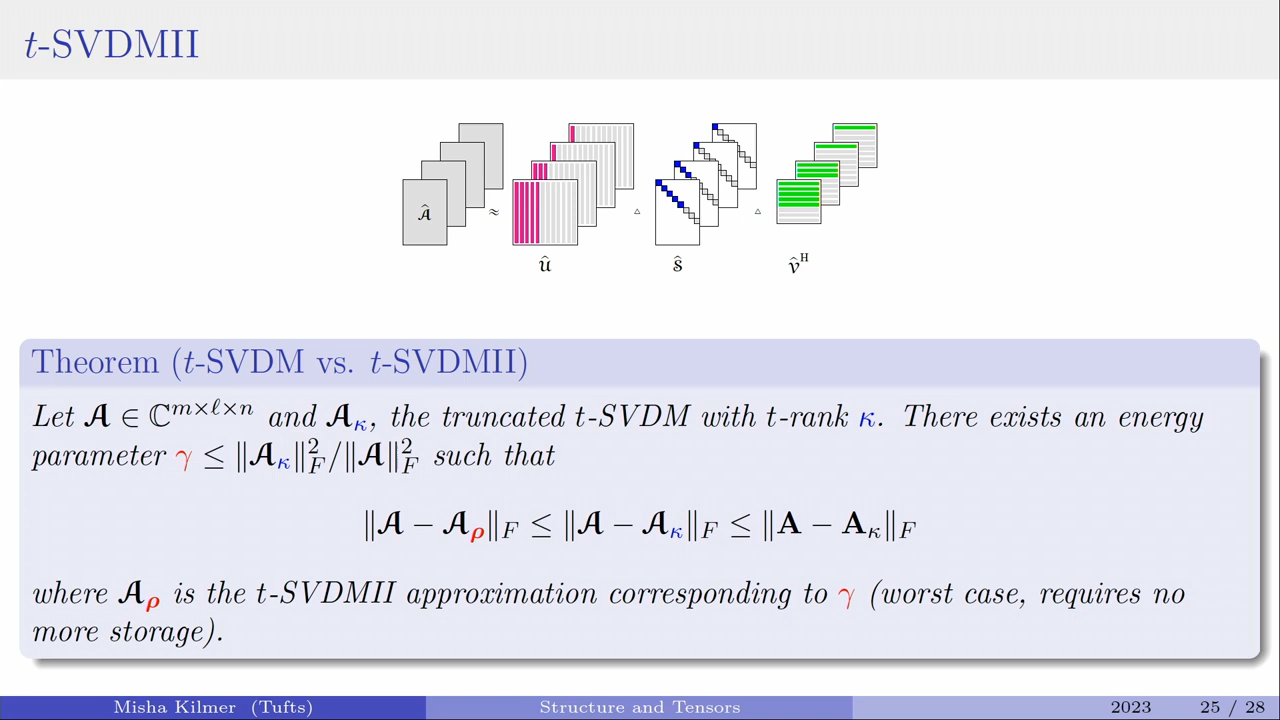 t-SVDMII
𝓐̂ ≈ 𝓤̂ △ 𝓢̂ △ 𝓥̂ᴴ
Theorem (t-SVDM vs. t-SVDMII)
Let 𝓐 ∈ ℂ^{m×ℓ×n} and 𝓐_κ, the truncated t-SVDM with t-rank κ. There exists an energy
parameter γ ≤ ‖𝓐_κ‖²_F/‖𝓐‖²_F such that
‖𝓐 − 𝓐_ρ‖_F ≤ ‖𝓐 − 𝓐_κ‖_F ≤ ‖𝐀 − 𝐀_κ‖_F
where 𝓐_ρ is the t-SVDMII approximation corresponding to γ (worst case, requires no
more storage).
Misha Kilmer (Tufts) Structure and Tensors 2023 25 / 28